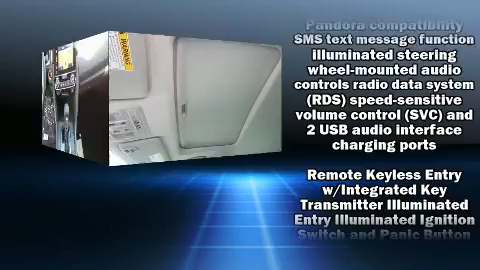 Pandora compatibility
SMS text message function
illuminated steering
wheel-mounted audio
controls radio data system
(RDS) speed-sensitive
volume control (SVC) and
2 USB audio interface
charging ports
Remote Keyless Entry
w/Integrated Key
Transmitter Illuminated
Entry Illuminated Ignition
Switch and Panic Button
WARNING